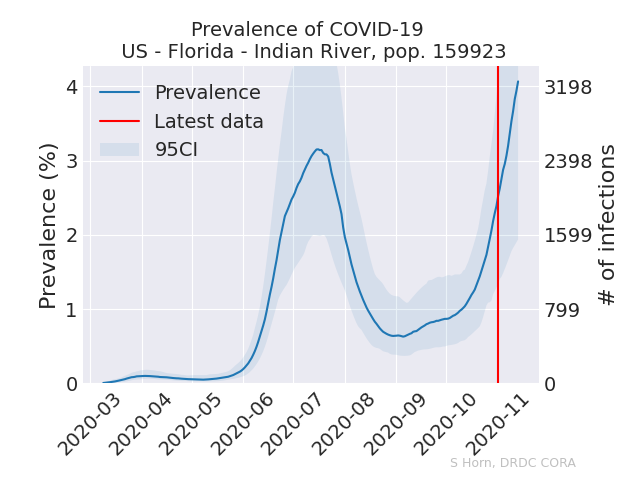 Prevalence of COVID-19
US - Florida - Indian River, pop. 159923
Prevalence
Latest data
95CI
Prevalence (%)
4
3
2
1
0
3198
2398
1599
799
0
# of infections
2020-03
2020-04
2020-05
2020-06
2020-07
2020-08
2020-09
2020-10
2020-11
S Horn, DRDC CORA